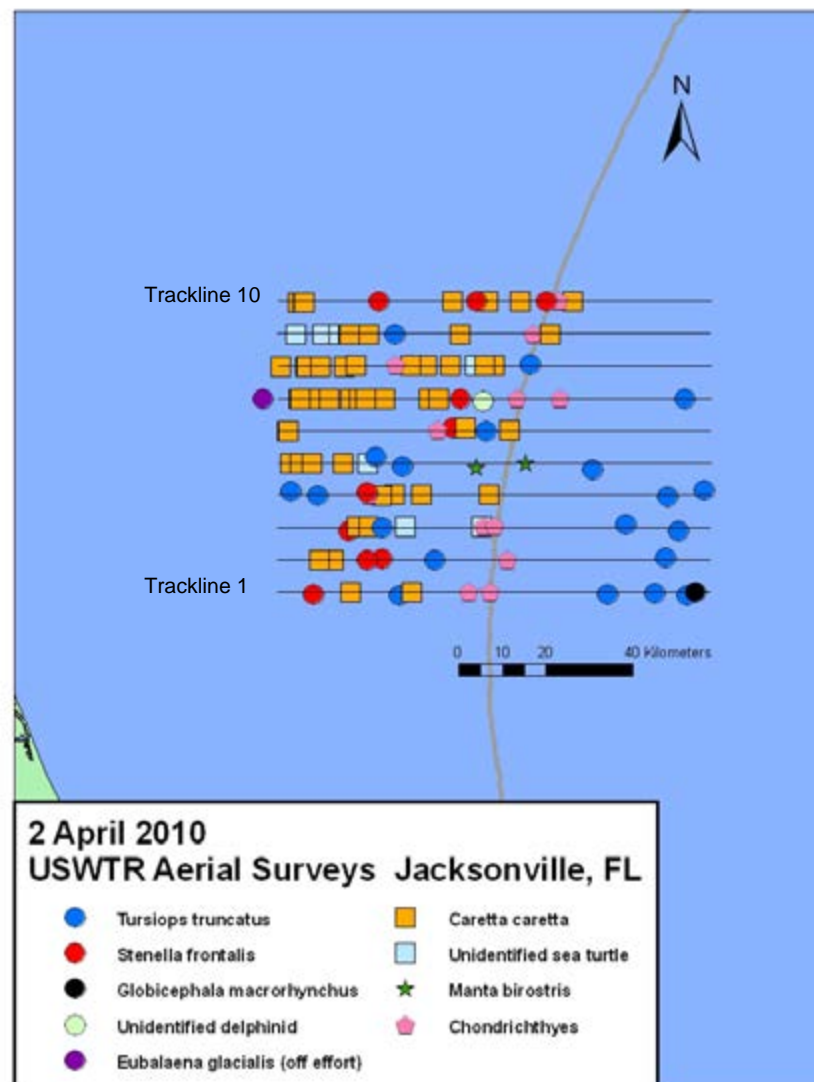 N
Trackline 10
Trackline 1
0 10 20 40 Kilometers
2 April 2010
USWTR Aerial Surveys Jacksonville, FL
Tursiops truncatus
Caretta caretta
Stenella frontalis
Unidentified sea turtle
Globicephala macrorhynchus
Manta birostris
Unidentified delphinid
Chondrichthyes
Eubalaena glacialis (off effort)